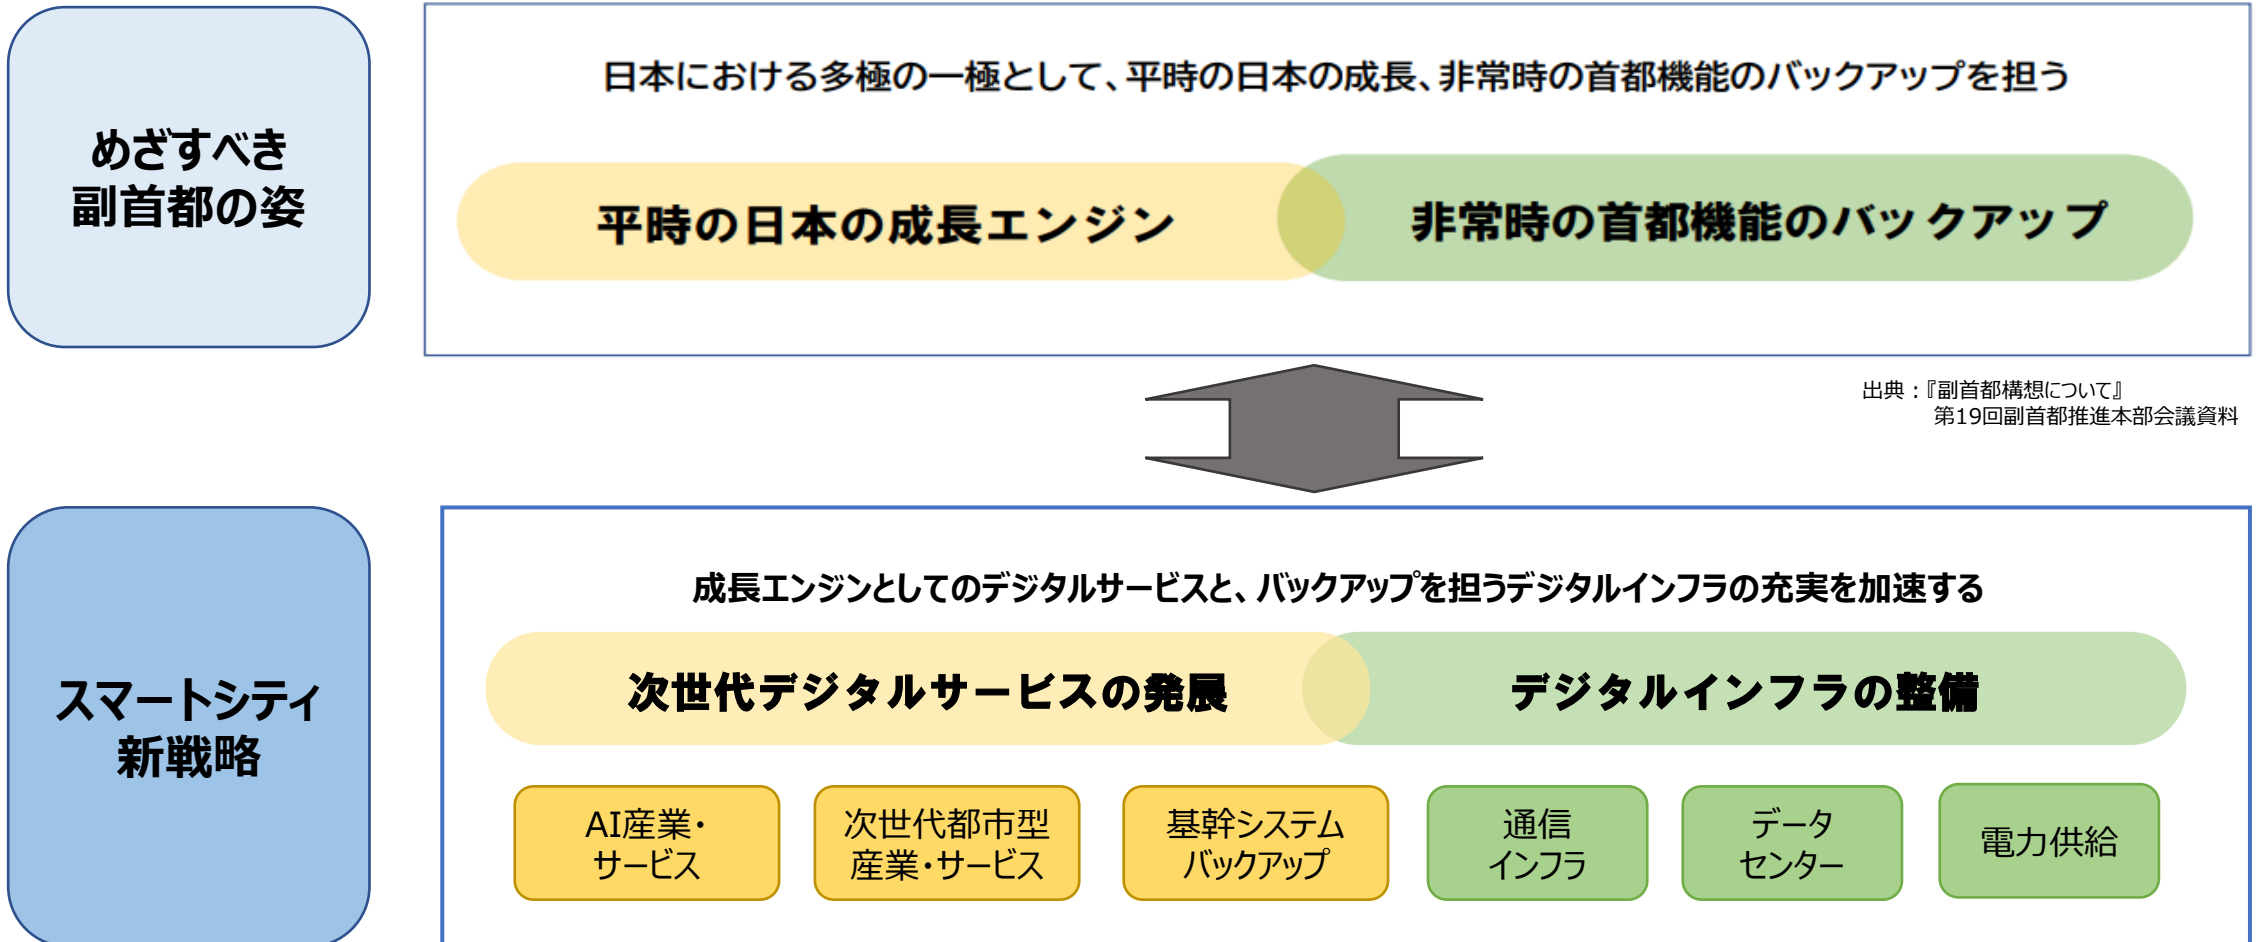 めざすべき
副首都の姿
日本における多極の一極として、平時の日本の成長、非常時の首都機能のバックアップを担う
平時の日本の成長エンジン
非常時の首都機能のバックアップ
出典：『副首都構想について』
第19回副首都推進本部会議資料
スマートシティ
新戦略
成長エンジンとしてのデジタルサービスと、バックアップを担うデジタルインフラの充実を加速する
次世代デジタルサービスの発展
デジタルインフラの整備
AI産業・
サービス
次世代都市型
産業・サービス
基幹システム
バックアップ
通信
インフラ
データ
センター
電力供給